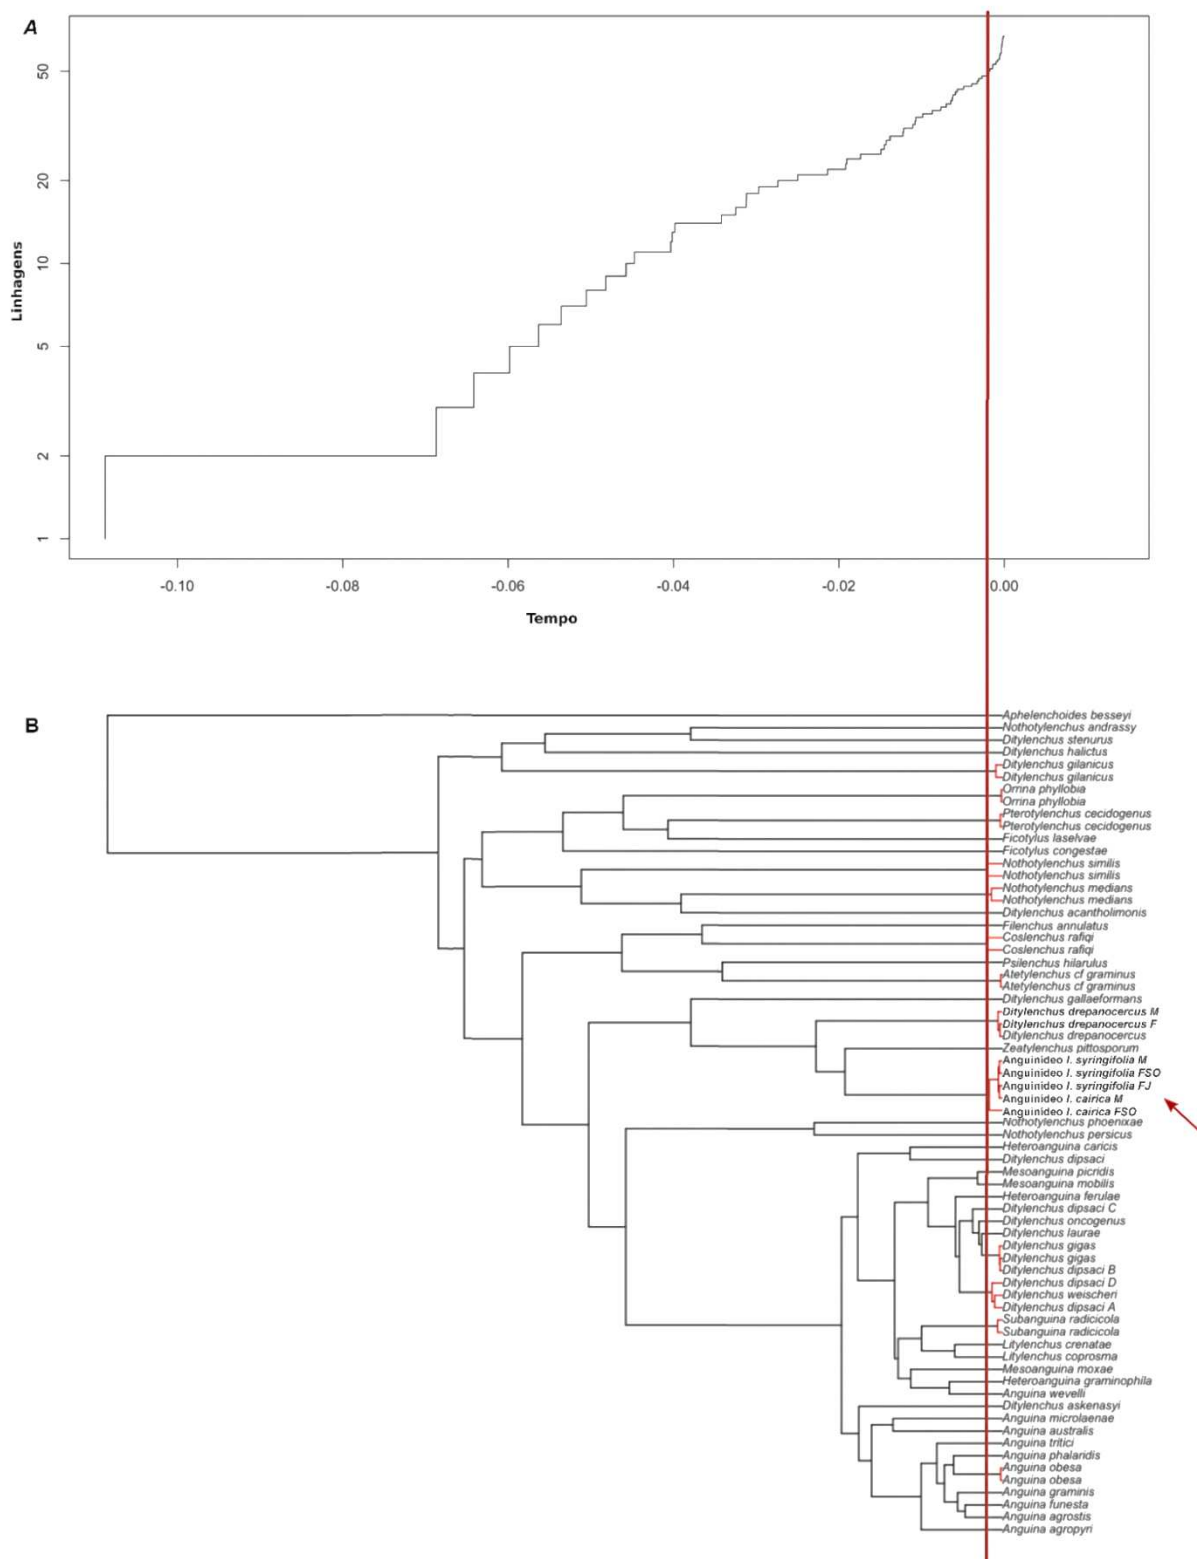 A
50
20
10
5
2
1
Linhagens
-0.10 -0.08 -0.06 -0.04 -0.02 0.00
Tempo
B
Aphelenchoides besseyi
Nothotylenchus andrassy
Ditylenchus stenurus
Ditylenchus halictus
Ditylenchus gilanicus
Ditylenchus gilanicus
Orrina phyllobia
Orrina phyllobia
Pterotylenchus cecidogenus
Pterotylenchus cecidogenus
Ficotylus laselvae
Ficotylus congestae
Nothotylenchus similis
Nothotylenchus similis
Nothotylenchus medians
Nothotylenchus medians
Ditylenchus acantholimonis
Filenchus annulatus
Coslenchus rafiqi
Coslenchus rafiqi
Psilenchus hilarulus
Atetylenchus cf graminus
Atetylenchus cf graminus
Ditylenchus gallaeformans
Ditylenchus drepanocercus M
Ditylenchus drepanocercus F
Ditylenchus drepanocercus
Zeatylenchus pittosporum
Anguinídeo I. syringifolia M
Anguinídeo I. syringifolia FSO
Anguinídeo I. syringifolia FJ
Anguinídeo I. cairica M
Anguinídeo I. cairica FSO
Nothotylenchus phoenixae
Nothotylenchus persicus
Heteroanguina caricis
Ditylenchus dipsaci
Mesoanguina picridis
Mesoanguina mobilis
Heteroanguina ferulae
Ditylenchus dipsaci C
Ditylenchus oncogenus
Ditylenchus laurae
Ditylenchus gigas
Ditylenchus gigas
Ditylenchus dipsaci B
Ditylenchus dipsaci D
Ditylenchus weischeri
Ditylenchus dipsaci A
Subanguina radicicola
Subanguina radicicola
Litylenchus crenatae
Litylenchus coprosma
Mesoanguina moxae
Heteroanguina graminophila
Anguina wevelli
Ditylenchus askenasyi
Anguina microlaenae
Anguina australis
Anguina tritici
Anguina phalaridis
Anguina obesa
Anguina obesa
Anguina graminis
Anguina funesta
Anguina agrostis
Anguina agropyri